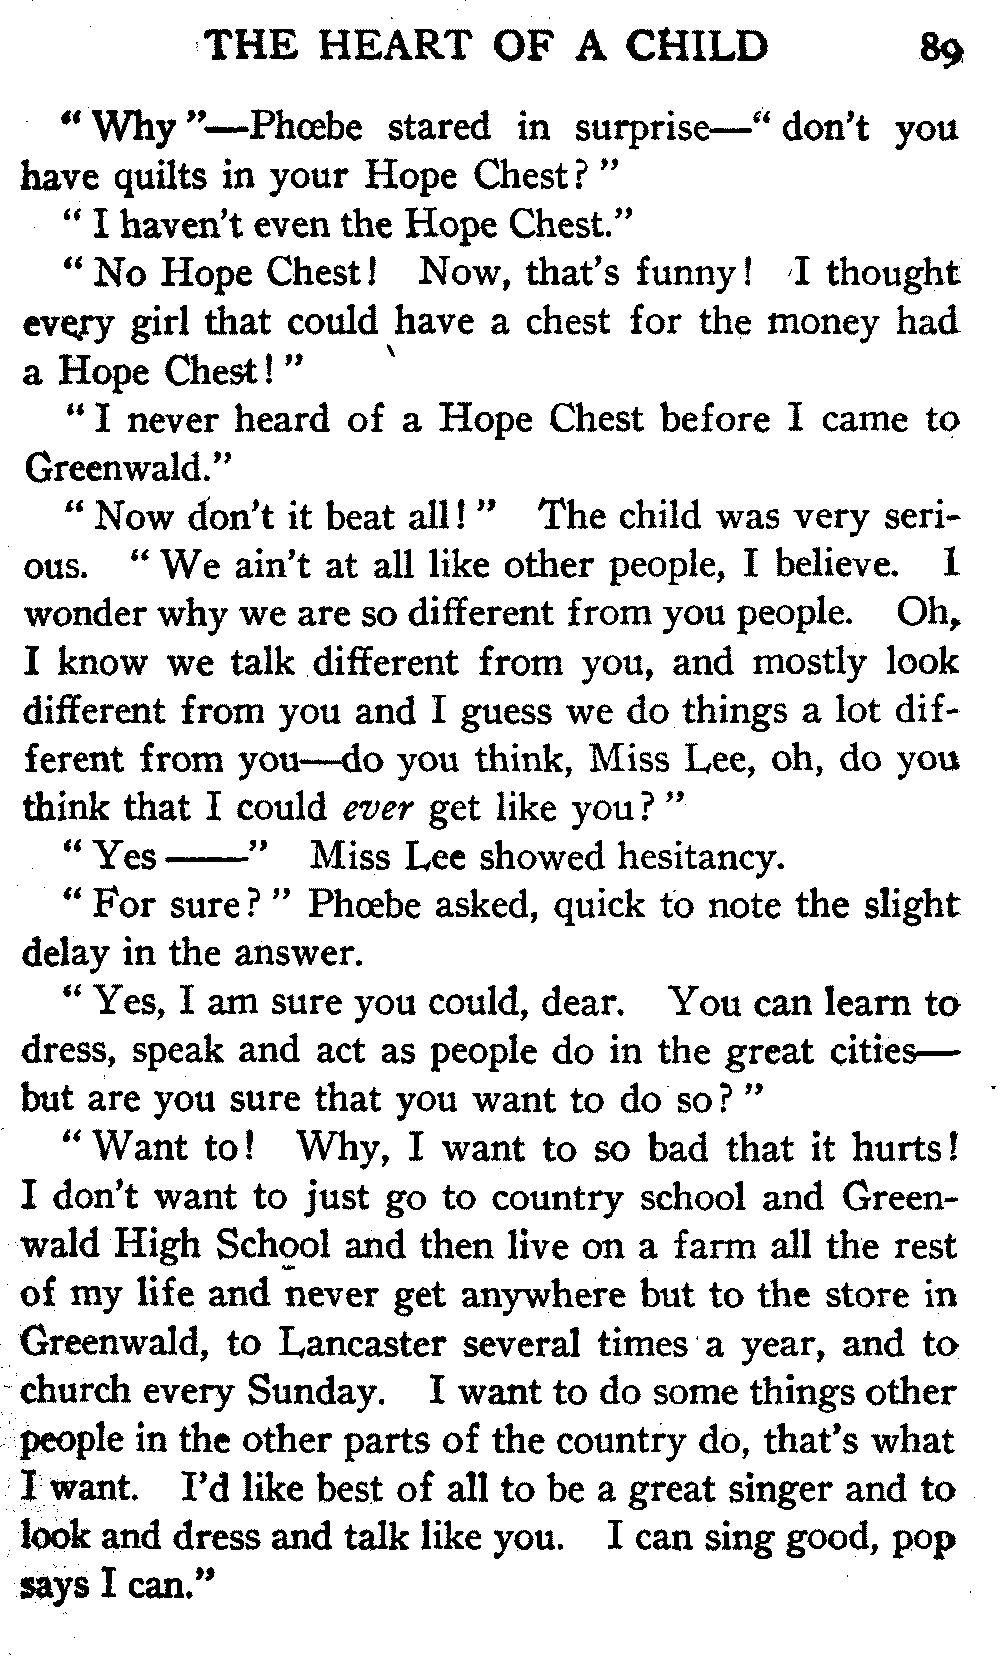 THE HEART OF A CHILD 89
" Why "—Phœbe stared in surprise—" don't you
have quilts in your Hope Chest? "
" I haven't even the Hope Chest."
" No Hope Chest! Now, that's funny! I thought
every girl that could have a chest for the money had
a Hope Chest! "
" I never heard of a Hope Chest before I came to
Greenwald."
" Now don't it beat all! " The child was very seri-
ous. " We ain't at all like other people, I believe. I
wonder why we are so different from you people. Oh,
I know we talk different from you, and mostly look
different from you and I guess we do things a lot dif-
ferent from you—do you think, Miss Lee, oh, do you
think that I could ever get like you? "
" Yes ——" Miss Lee showed hesitancy.
" For sure? " Phœbe asked, quick to note the slight
delay in the answer.
" Yes, I am sure you could, dear. You can learn to
dress, speak and act as people do in the great cities—
but are you sure that you want to do so? "
" Want to! Why, I want to so bad that it hurts!
I don't want to just go to country school and Green-
wald High School and then live on a farm all the rest
of my life and never get anywhere but to the store in
Greenwald, to Lancaster several times a year, and to
church every Sunday. I want to do some things other
people in the other parts of the country do, that's what
I want. I'd like best of all to be a great singer and to
look and dress and talk like you. I can sing good, pop
says I can."